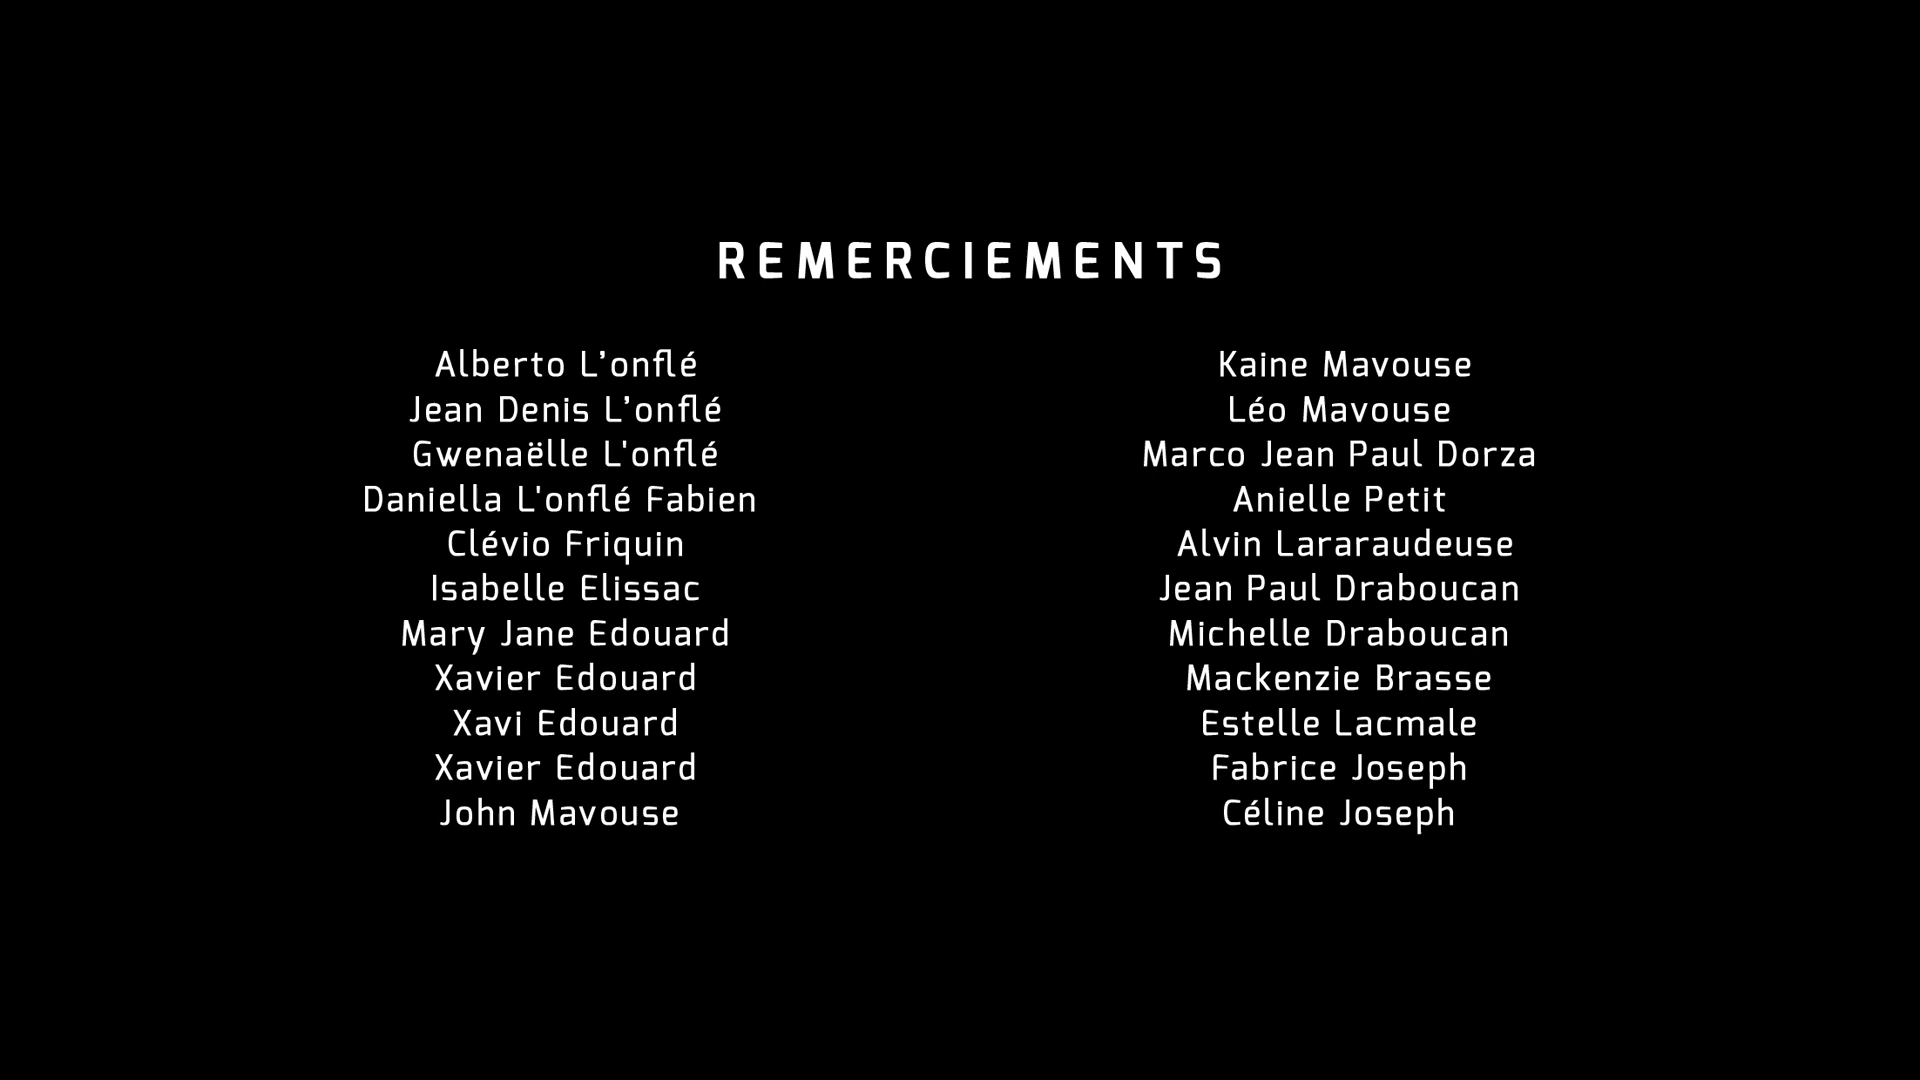 REMERCIEMENTS
Alberto L’onflé
Jean Denis L’onflé
Gwenaëlle L'onflé
Daniella L'onflé Fabien
Clévio Friquin
Isabelle Elissac
Mary Jane Edouard
Xavier Edouard
Xavi Edouard
Xavier Edouard
John Mavouse
Kaine Mavouse
Léo Mavouse
Marco Jean Paul Dorza
Anielle Petit
Alvin Lararaudeuse
Jean Paul Draboucan
Michelle Draboucan
Mackenzie Brasse
Estelle Lacmale
Fabrice Joseph
Céline Joseph